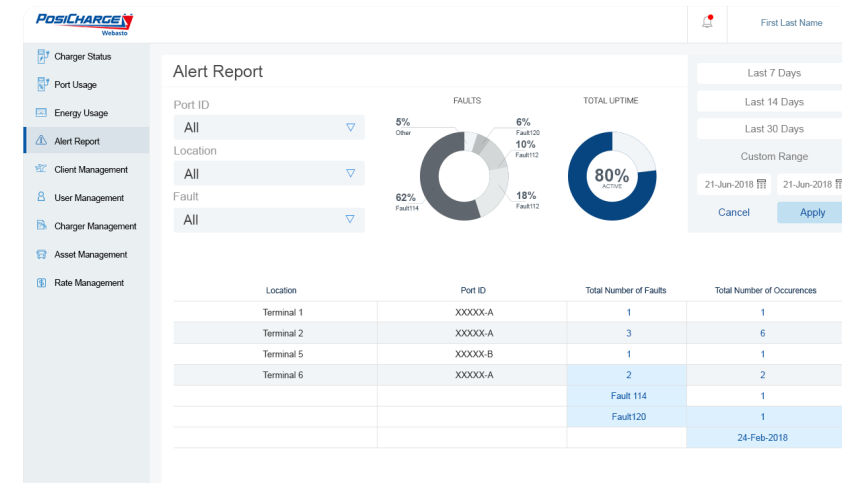 POSICHARGE
Webasto
First Last Name
Charger Status
Port Usage
Energy Usage
Alert Report
Client Management
User Management
Charger Management
Asset Management
Rate Management
Alert Report
Port ID
All
Location
All
Fault
All
FAULTS
5%
Other
6%
Fault120
10%
Fault112
18%
Fault112
62%
Fault114
TOTAL UPTIME
80%
ACTIVE
Last 7 Days
Last 14 Days
Last 30 Days
Custom Range
21-Jun-2018 21-Jun-2018
Cancel Apply
Location Port ID Total Number of Faults Total Number of Occurences
Terminal 1 XXXXX-A 1 1
Terminal 2 XXXXX-A 3 6
Terminal 5 XXXXX-B 1 1
Terminal 6 XXXXX-A 2 2
Fault 114 1
Fault120 1
24-Feb-2018